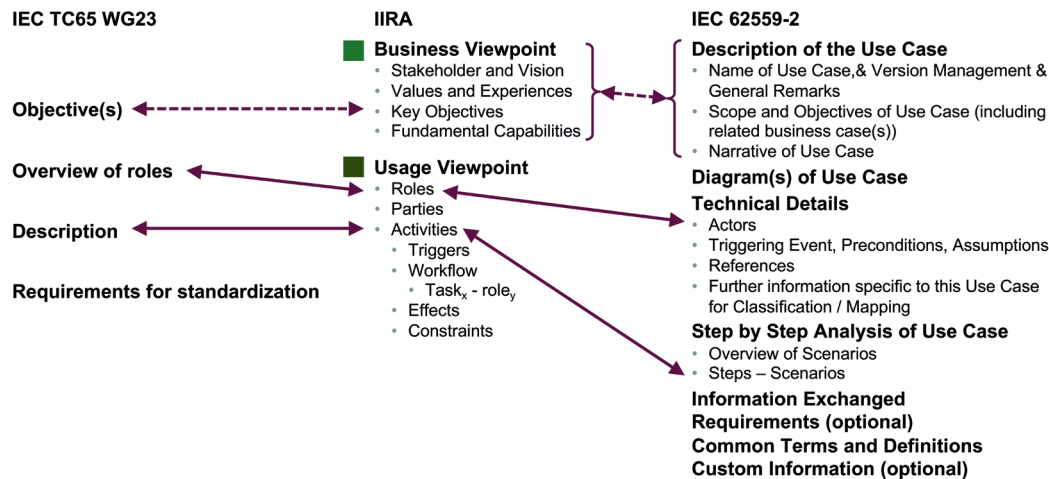 IEC TC65 WG23
Objective(s)
Overview of roles
Description
Requirements for standardization
IIRA
Business Viewpoint
• Stakeholder and Vision
• Values and Experiences
• Key Objectives
• Fundamental Capabilities
Usage Viewpoint
• Roles
• Parties
• Activities
• Triggers
• Workflow
• Taskx - roley
• Effects
• Constraints
IEC 62559-2
Description of the Use Case
• Name of Use Case,& Version Management &
General Remarks
• Scope and Objectives of Use Case (including
related business case(s))
• Narrative of Use Case
Diagram(s) of Use Case
Technical Details
• Actors
• Triggering Event, Preconditions, Assumptions
• References
• Further information specific to this Use Case
for Classification / Mapping
Step by Step Analysis of Use Case
• Overview of Scenarios
• Steps – Scenarios
Information Exchanged
Requirements (optional)
Common Terms and Definitions
Custom Information (optional)